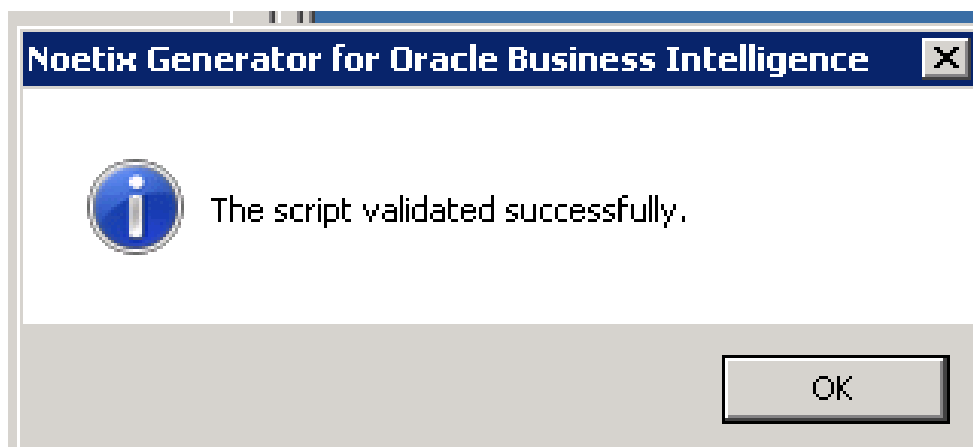 Noetix Generator for Oracle Business Intelligence
The script validated successfully.
OK